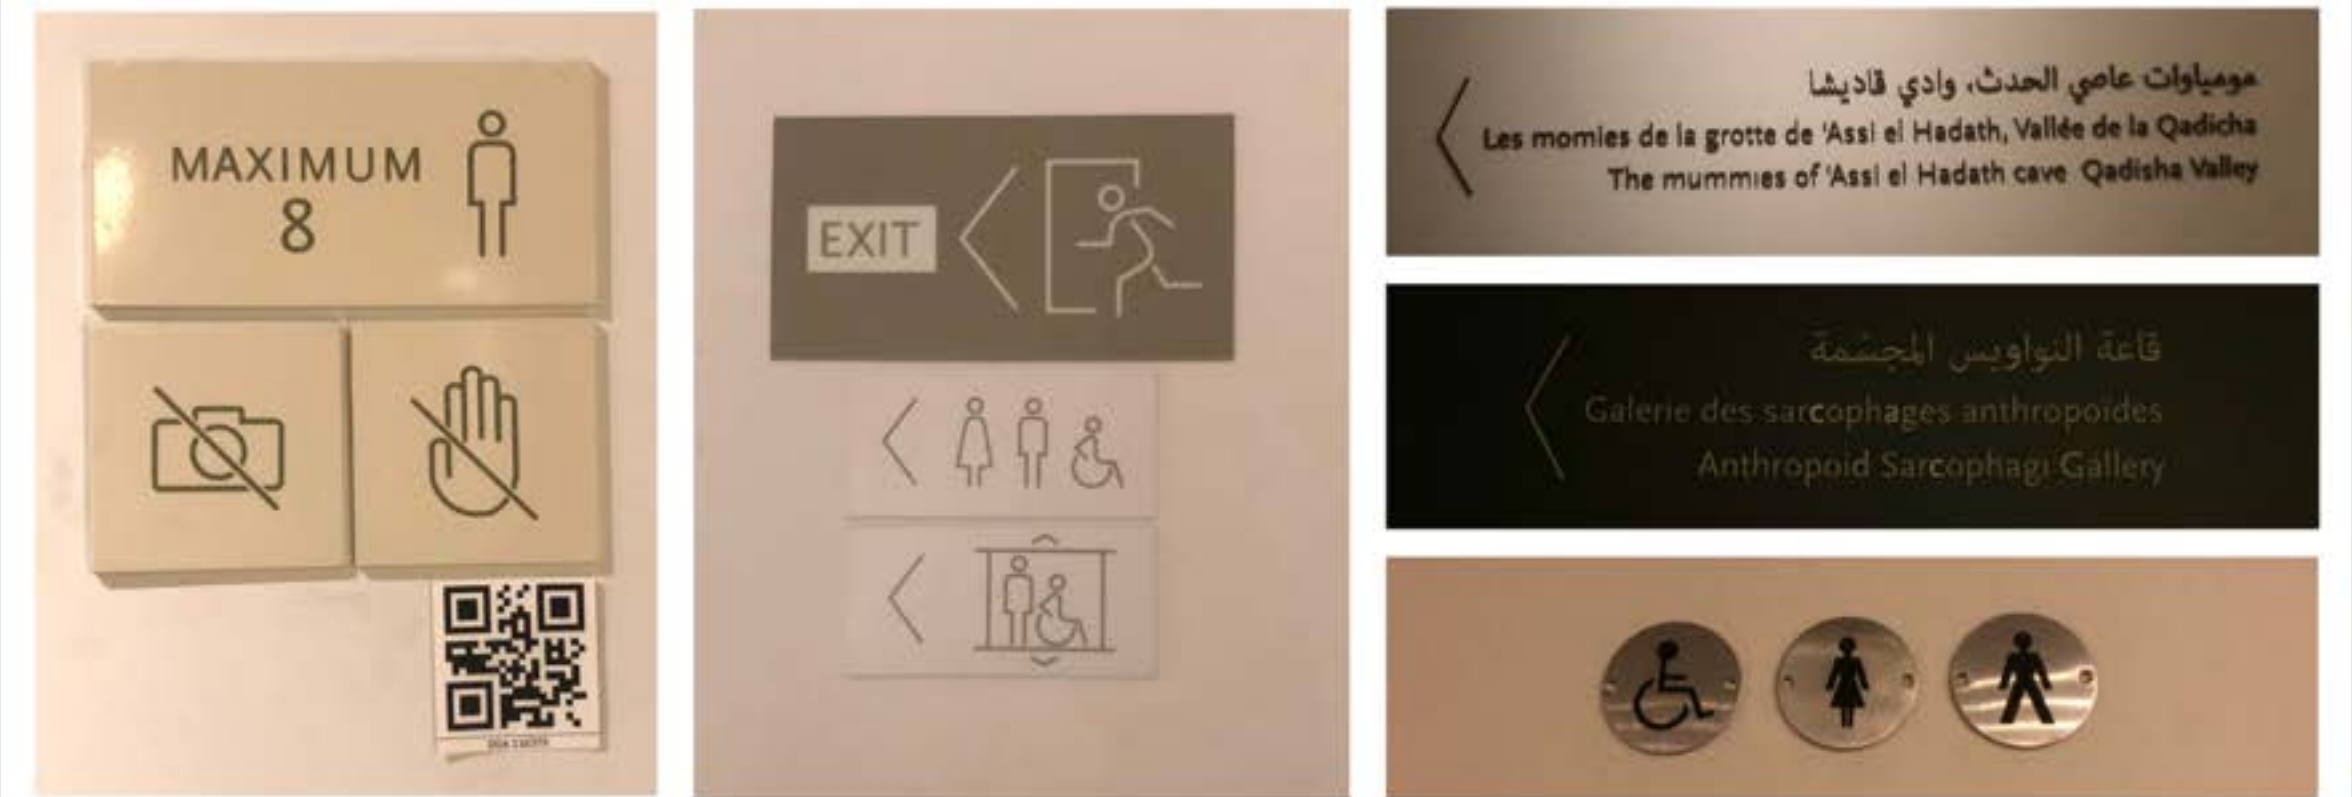 MAXIMUM
8
EXIT
مومياوات عاصي الحدث، وادي قاديشا
Les momies de la grotte de 'Assi el Hadath, Vallée de la Qadicha
The mummies of 'Assi el Hadath cave Qadisha Valley
قاعة النواويس المجسّمة
Galerie des sarcophages anthropoïdes
Anthropoid Sarcophagi Gallery